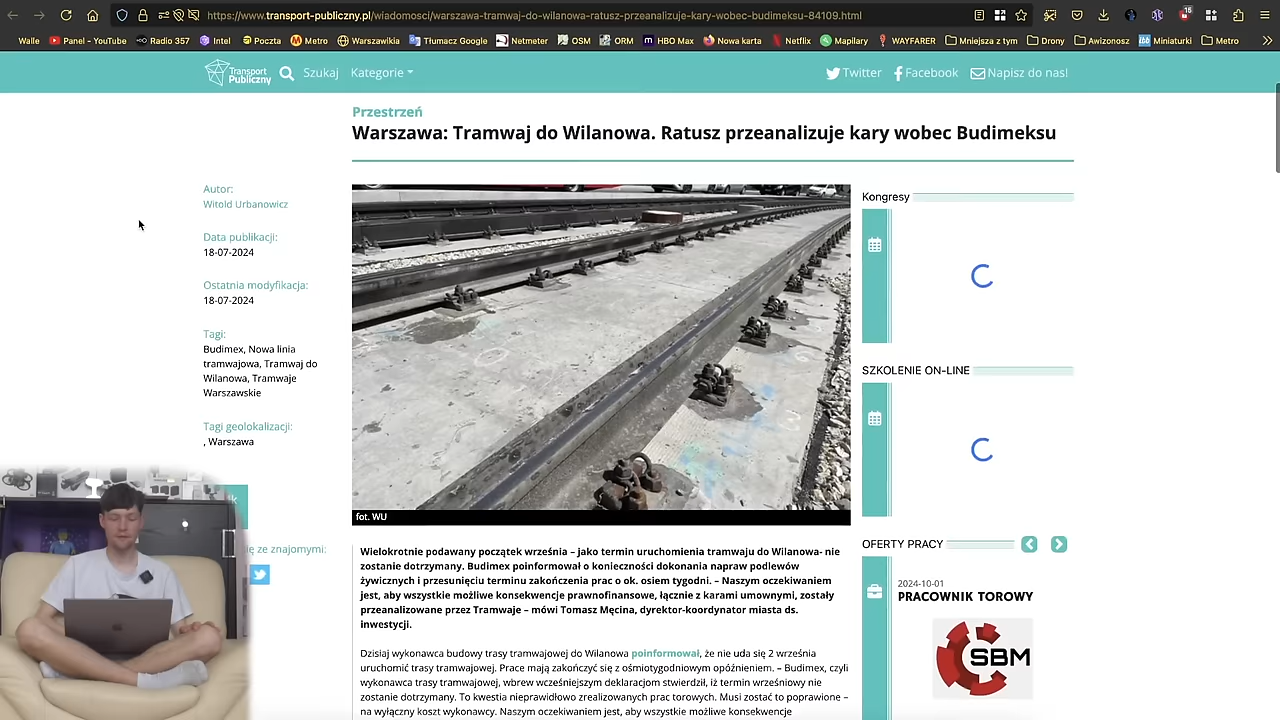 https://www.transport-publiczny.pl/wiadomosci/warszawa-tramwaj-do-wilanowa-ratusz-przeanalizuje-kary-wobec-budimeksu-84109.html
15
Walle Panel - YouTube Radio 357 Intel Poczta Metro Warszawikia Tłumacz Google Netmeter OSM ORM HBO Max Nowa karta Netflix Mapilary WAYFARER Mniejsza z tym Drony Awizonosz Miniaturki Metro
Transport Publiczny Szukaj Kategorie Twitter Facebook Napisz do nas!
Przestrzeń
Warszawa: Tramwaj do Wilanowa. Ratusz przeanalizuje kary wobec Budimeksu
Autor:
Witold Urbanowicz
Data publikacji:
18-07-2024
Ostatnia modyfikacja:
18-07-2024
Tagi:
Budimex, Nowa linia
tramwajowa, Tramwaj do
Wilanowa, Tramwaje
Warszawskie
Tagi geolokalizacji:
, Warszawa
ze znajomymi:
fot. WU
Wielokrotnie podawany początek września – jako termin uruchomienia tramwaju do Wilanowa- nie
zostanie dotrzymany. Budimex poinformował o konieczności dokonania napraw podlewów
żywicznych i przesunięciu terminu zakończenia prac o ok. osiem tygodni. – Naszym oczekiwaniem
jest, aby wszystkie możliwe konsekwencje prawnofinansowe, łącznie z karami umownymi, zostały
przeanalizowane przez Tramwaje – mówi Tomasz Męcina, dyrektor-koordynator miasta ds.
inwestycji.
Dzisiaj wykonawca budowy trasy tramwajowej do Wilanowa poinformował, że nie uda się 2 września
uruchomić trasy tramwajowej. Prace mają zakończyć się z ośmiotygodniowym opóźnieniem. – Budimex, czyli
wykonawca trasy tramwajowej, wbrew wcześniejszym deklaracjom stwierdził, iż termin wrześniowy nie
zostanie dotrzymany. To kwestia nieprawidłowo zrealizowanych prac torowych. Musi zostać to poprawione –
na wyłączny koszt wykonawcy. Naszym oczekiwaniem jest, aby wszystkie możliwe konsekwencje
Kongresy
SZKOLENIE ON-LINE
OFERTY PRACY
2024-10-01
PRACOWNIK TOROWY
SBM